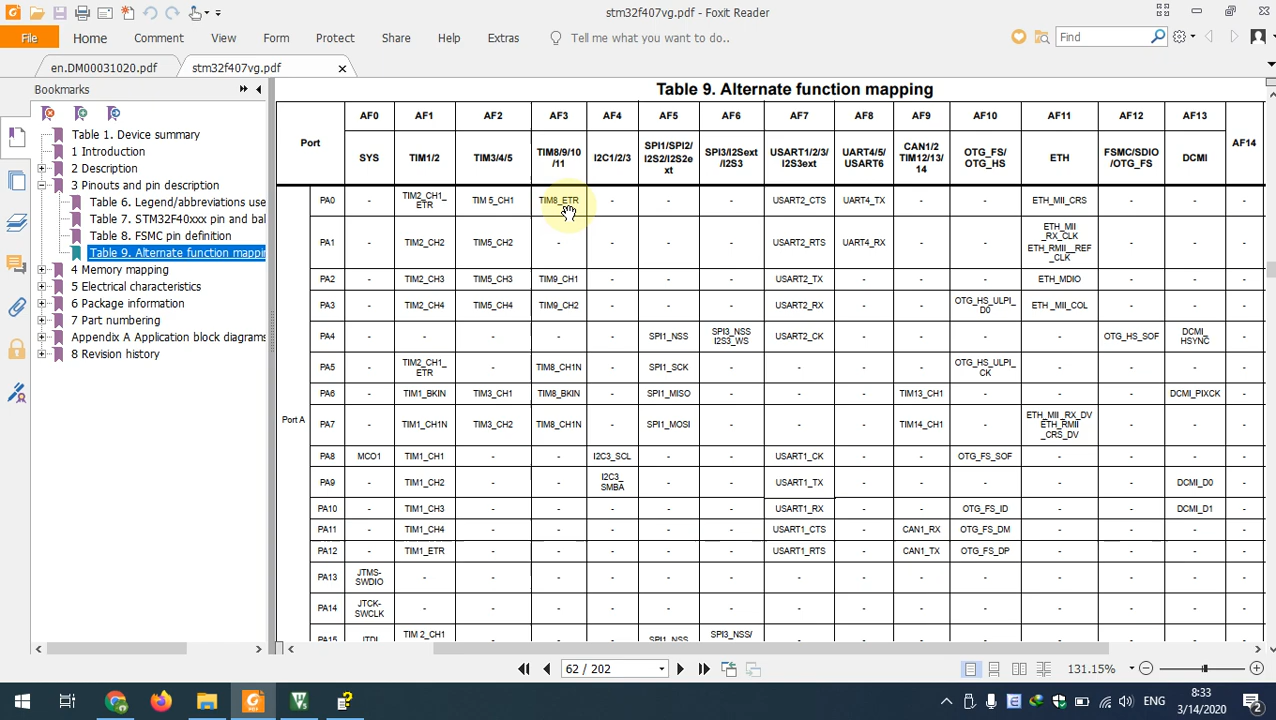 stm32f407vg.pdf - Foxit Reader
File Home Comment View Form Protect Share Help Extras Tell me what you want to do.. Find
en.DM00031020.pdf stm32f407vg.pdf
Bookmarks
Table 1. Device summary
1 Introduction
2 Description
3 Pinouts and pin description
Table 6. Legend/abbreviations use
Table 7. STM32F40xxx pin and bal
Table 8. FSMC pin definition
Table 9. Alternate function mappin
4 Memory mapping
5 Electrical characteristics
6 Package information
7 Part numbering
Appendix A Application block diagrams
8 Revision history
Table 9. Alternate function mapping
Port AF0 AF1 AF2 AF3 AF4 AF5 AF6 AF7 AF8 AF9 AF10 AF11 AF12 AF13 AF14
SYS TIM1/2 TIM3/4/5 TIM8/9/10/11 I2C1/2/3 SPI1/SPI2/I2S2/I2S2ext SPI3/I2Sext/I2S3 USART1/2/3/I2S3ext UART4/5/USART6 CAN1/2 TIM12/13/14 OTG_FS/OTG_HS ETH FSMC/SDIO/OTG_FS DCMI
Port A
PA0 - TIM2_CH1_ETR TIM 5_CH1 TIM8_ETR - - - USART2_CTS UART4_TX - - ETH_MII_CRS - - -
PA1 - TIM2_CH2 TIM5_CH2 - - - - USART2_RTS UART4_RX - - ETH_MII_RX_CLK ETH_RMII__REF_CLK - - -
PA2 - TIM2_CH3 TIM5_CH3 TIM9_CH1 - - - USART2_TX - - - ETH_MDIO - - -
PA3 - TIM2_CH4 TIM5_CH4 TIM9_CH2 - - - USART2_RX - - OTG_HS_ULPI_D0 ETH _MII_COL - - -
PA4 - - - - - SPI1_NSS SPI3_NSS I2S3_WS USART2_CK - - - - OTG_HS_SOF DCMI_HSYNC -
PA5 - TIM2_CH1_ETR - TIM8_CH1N - SPI1_SCK - - - - OTG_HS_ULPI_CK - - - -
PA6 - TIM1_BKIN TIM3_CH1 TIM8_BKIN - SPI1_MISO - - - TIM13_CH1 - - - DCMI_PIXCK -
PA7 - TIM1_CH1N TIM3_CH2 TIM8_CH1N - SPI1_MOSI - - - TIM14_CH1 - ETH_MII_RX_DV ETH_RMII_CRS_DV - - -
PA8 MCO1 TIM1_CH1 - - I2C3_SCL - - USART1_CK - - OTG_FS_SOF - - - -
PA9 - TIM1_CH2 - - I2C3_SMBA - - USART1_TX - - - - - DCMI_D0 -
PA10 - TIM1_CH3 - - - - - USART1_RX - - OTG_FS_ID - - DCMI_D1 -
PA11 - TIM1_CH4 - - - - - USART1_CTS - CAN1_RX OTG_FS_DM - - - -
PA12 - TIM1_ETR - - - - - USART1_RTS - CAN1_TX OTG_FS_DP - - - -
PA13 JTMS-SWDIO - - - - - - - - - - - - - -
PA14 JTCK-SWCLK - - - - - - - - - - - - - -
PA15 JTDI TIM 2_CH1 - - - SPI1_NSS SPI3_NSS/ - - - - - - - -
62 / 202 131.15%
ENG 8:33
3/14/2020 2